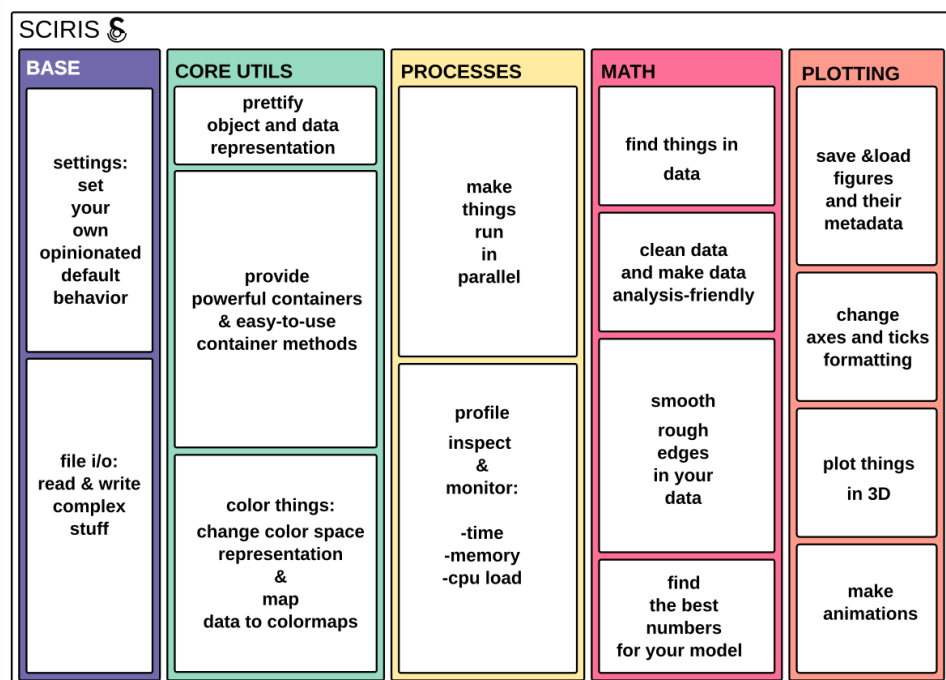 SCIRIS
BASE
settings:
set
your
own
opinionated
default
behavior
file i/o:
read & write
complex
stuff
CORE UTILS
prettify
object and data
representation
provide
powerful containers
& easy-to-use
container methods
color things:
change color space
representation
&
map
data to colormaps
PROCESSES
make
things
run
in
parallel
profile
inspect
&
monitor:
-time
-memory
-cpu load
MATH
find things in
data
clean data
and make data
analysis-friendly
smooth
rough
edges
in your
data
find
the best
numbers
for your model
PLOTTING
save &load
figures
and their
metadata
change
axes and ticks
formatting
plot things
in 3D
make
animations